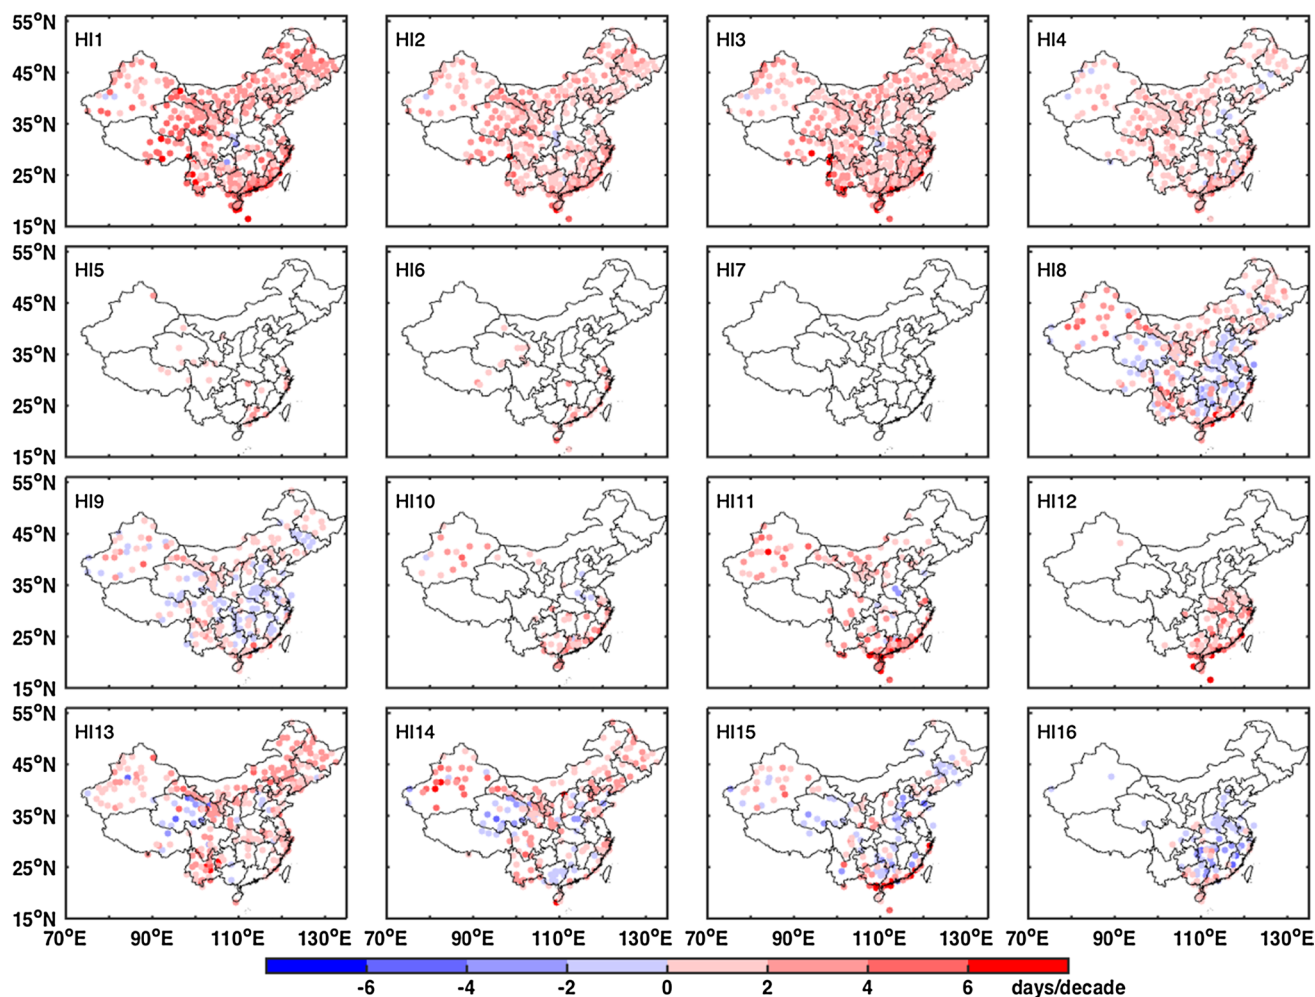 55°N
HI1 HI2 HI3 HI4
45°N
35°N
25°N
15°N
55°N
HI5 HI6 HI7 HI8
45°N
35°N
25°N
15°N
55°N
HI9 HI10 HI11 HI12
45°N
35°N
25°N
15°N
55°N
HI13 HI14 HI15 HI16
45°N
35°N
25°N
15°N
70°E 90°E 110°E 130°E 70°E 90°E 110°E 130°E 70°E 90°E 110°E 130°E 70°E 90°E 110°E 130°E
-6 -4 -2 0 2 4 6 days/decade